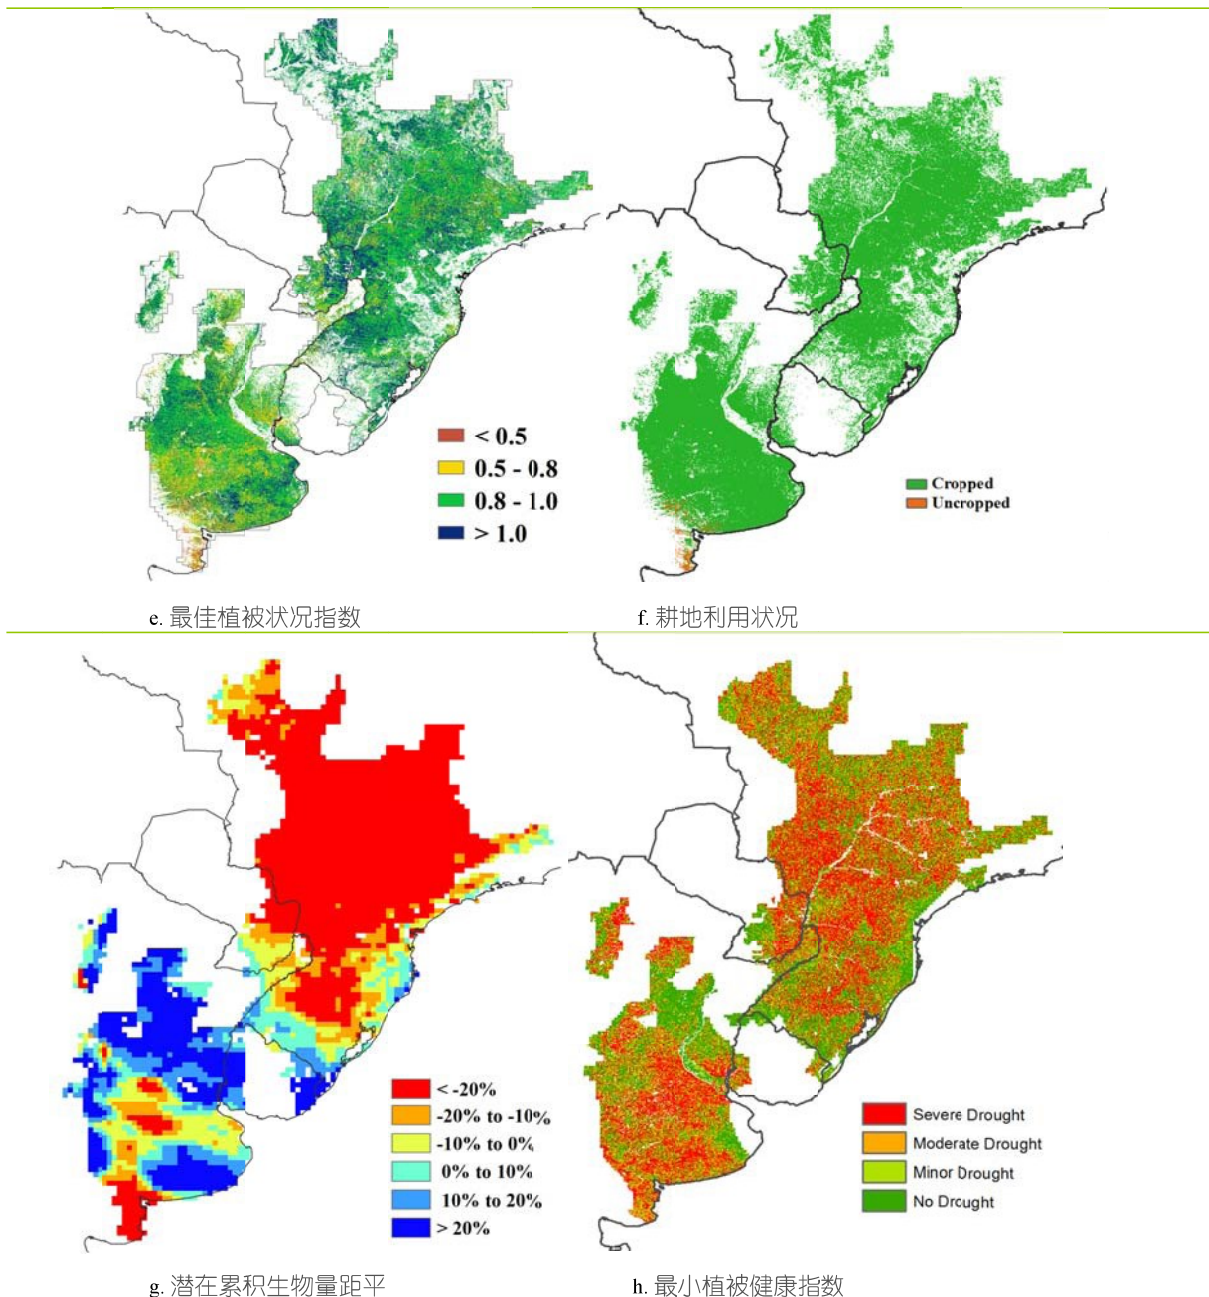 < 0.5
0.5 - 0.8
0.8 - 1.0
> 1.0
Cropped
Uncropped
e. 最佳植被状况指数
f. 耕地利用状况
< -20%
-20% to -10%
-10% to 0%
0% to 10%
10% to 20%
> 20%
Severe Drought
Moderate Drought
Minor Drought
No Drought
g. 潜在累积生物量距平
h. 最小植被健康指数